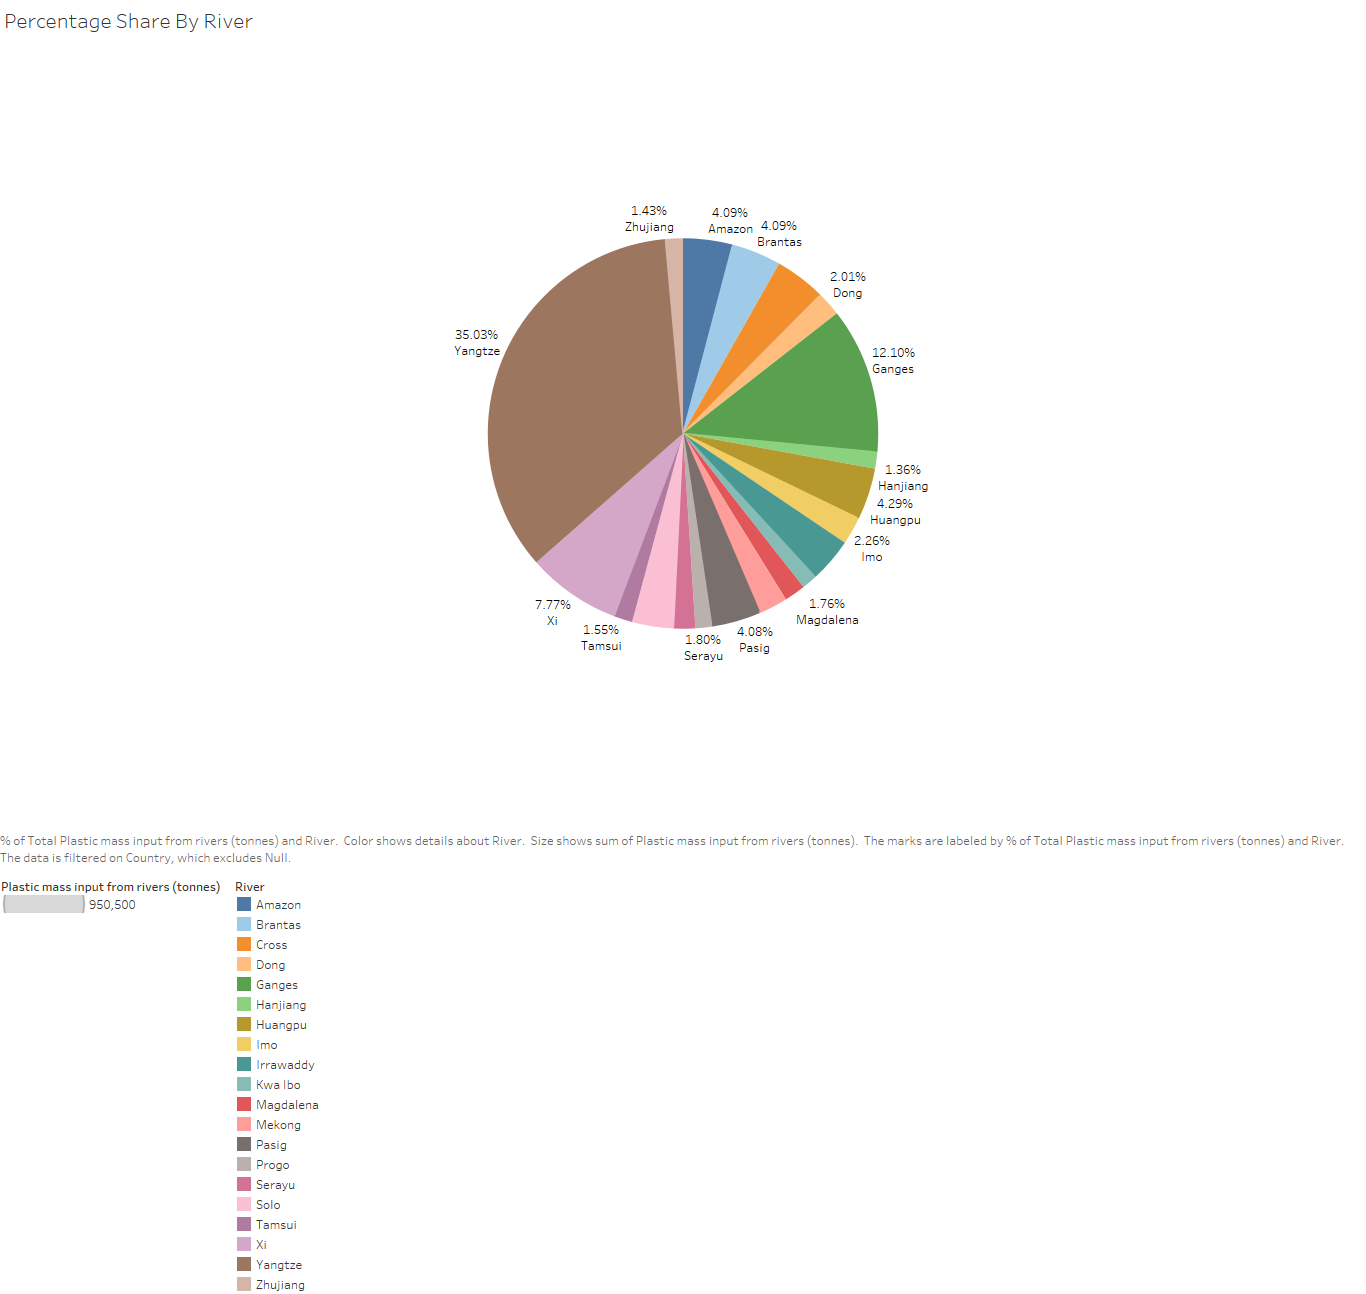 Percentage Share By River
1.43%
Zhujiang
4.09%
Amazon
4.09%
Brantas
2.01%
Dong
12.10%
Ganges
1.36%
Hanjiang
4.29%
Huangpu
2.26%
Imo
1.76%
Magdalena
4.08%
Pasig
1.80%
Serayu
1.55%
Tamsui
7.77%
Xi
35.03%
Yangtze
% of Total Plastic mass input from rivers (tonnes) and River.  Color shows details about River.  Size shows sum of Plastic mass input from rivers (tonnes).  The marks are labeled by % of Total Plastic mass input from rivers (tonnes) and River.
The data is filtered on Country, which excludes Null.
Plastic mass input from rivers (tonnes)
950,500
River
Amazon
Brantas
Cross
Dong
Ganges
Hanjiang
Huangpu
Imo
Irrawaddy
Kwa Ibo
Magdalena
Mekong
Pasig
Progo
Serayu
Solo
Tamsui
Xi
Yangtze
Zhujiang